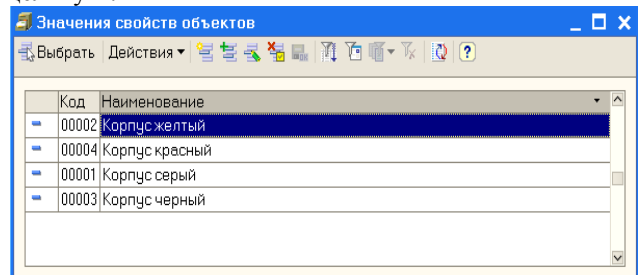 Значения свойств объектов
Выбрать Действия
Код Наименование
00002 Корпус желтый
00004 Корпус красный
00001 Корпус серый
00003 Корпус черный